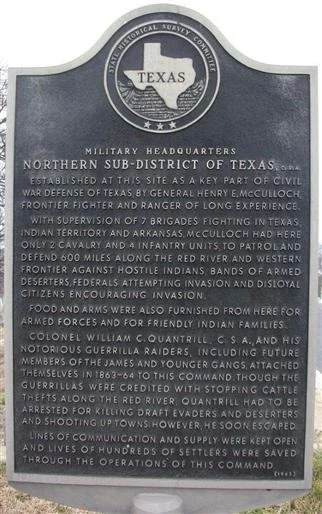 STATE HISTORICAL SURVEY COMMITTEE
TEXAS
MILITARY HEADQUARTERS
NORTHERN SUB-DISTRICT OF TEXAS, C.S.A.
ESTABLISHED AT THIS SITE AS A KEY PART OF CIVIL
WAR DEFENSE OF TEXAS, BY GENERAL HENRY E. McCULLOCH,
FRONTIER FIGHTER AND RANGER OF LONG EXPERIENCE.
WITH SUPERVISION OF 7 BRIGADES FIGHTING IN TEXAS,
INDIAN TERRITORY AND ARKANSAS, McCULLOCH HAD HERE
ONLY 2 CAVALRY AND 4 INFANTRY UNITS, TO PATROL AND
DEFEND 600 MILES ALONG THE RED RIVER AND WESTERN
FRONTIER AGAINST HOSTILE INDIANS, BANDS OF ARMED
DESERTERS, FEDERALS ATTEMPTING INVASION AND DISLOYAL
CITIZENS ENCOURAGING INVASION.
FOOD AND ARMS WERE ALSO FURNISHED FROM HERE FOR
ARMED FORCES AND FOR FRIENDLY INDIAN FAMILIES.
COLONEL WILLIAM C. QUANTRILL, C.S.A., AND HIS
NOTORIOUS GUERRILLA RAIDERS, INCLUDING FUTURE
MEMBERS OF THE JAMES AND YOUNGER GANGS, ATTACHED
THEMSELVES IN 1863-64 TO THIS COMMAND. THOUGH THE
GUERRILLAS WERE CREDITED WITH STOPPING CATTLE
THEFTS ALONG THE RED RIVER, QUANTRILL HAD TO BE
ARRESTED FOR KILLING DRAFT EVADERS AND DESERTERS
AND SHOOTING UP TOWNS. HOWEVER, HE SOON ESCAPED.
LINES OF COMMUNICATION AND SUPPLY WERE KEPT OPEN
AND LIVES OF HUNDREDS OF SETTLERS WERE SAVED
THROUGH THE OPERATIONS OF THIS COMMAND.
(1965)